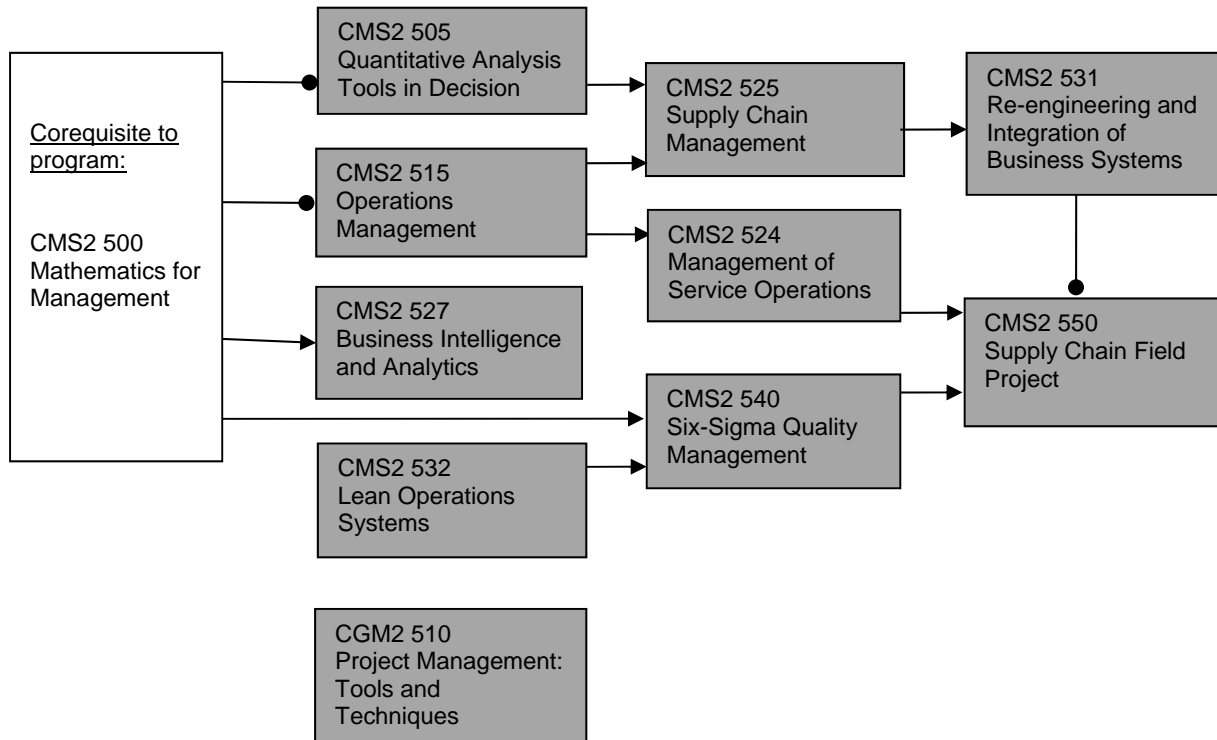 Corequisite to
program:
CMS2 500
Mathematics for
Management
CMS2 505
Quantitative Analysis
Tools in Decision
CMS2 515
Operations
Management
CMS2 527
Business Intelligence
and Analytics
CMS2 532
Lean Operations
Systems
CGM2 510
Project Management:
Tools and
Techniques
CMS2 525
Supply Chain
Management
CMS2 524
Management of
Service Operations
CMS2 540
Six-Sigma Quality
Management
CMS2 531
Re-engineering and
Integration of
Business Systems
CMS2 550
Supply Chain Field
Project